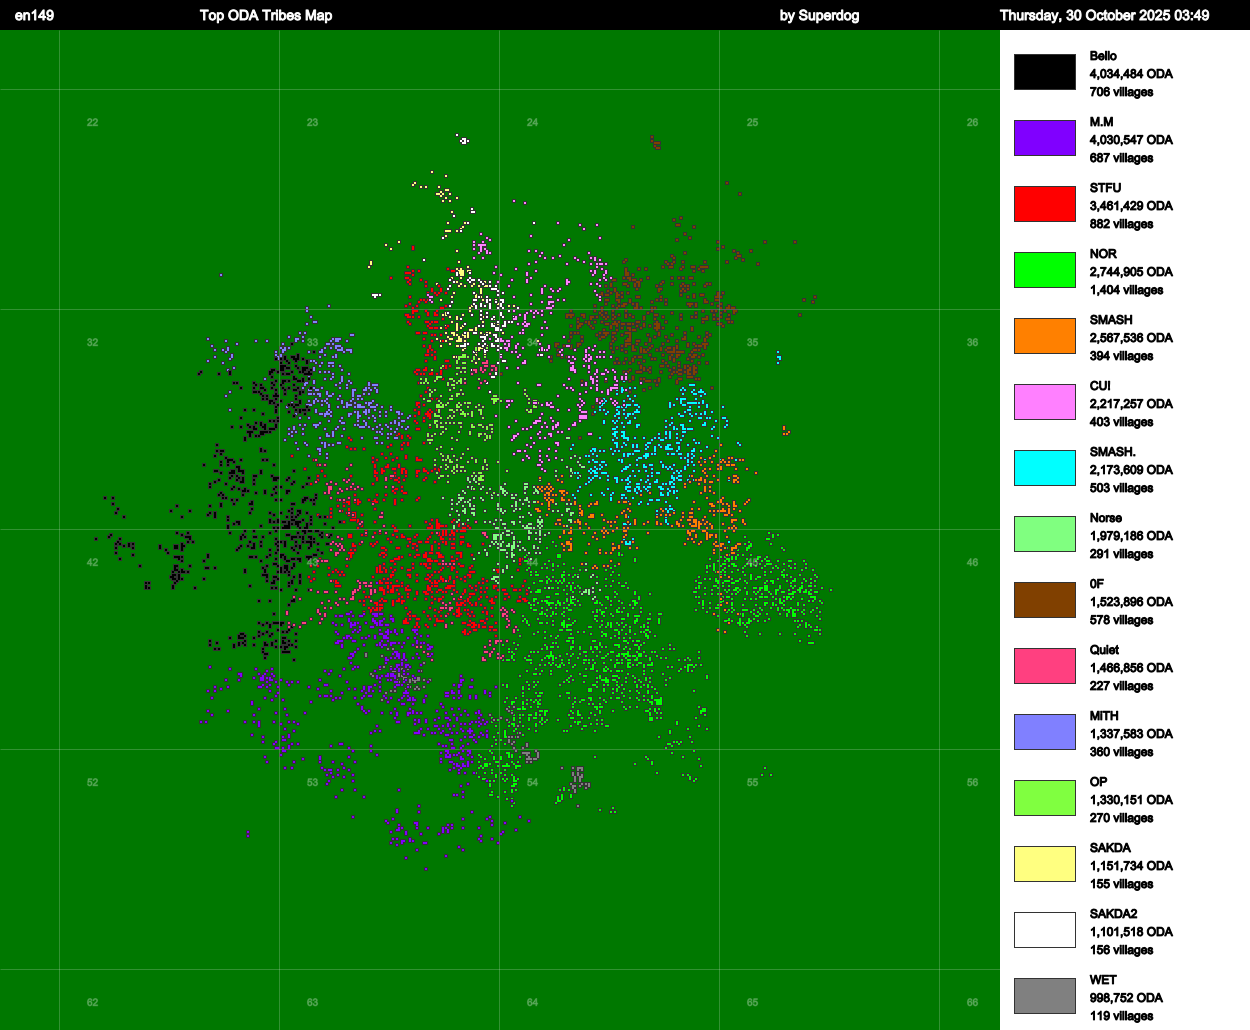 en149 Top ODA Tribes Map by Superdog Thursday, 30 October 2025 03:49
Bello
4,034,484 ODA
706 villages
M.M
4,030,547 ODA
687 villages
STFU
3,461,429 ODA
882 villages
NOR
2,744,905 ODA
1,404 villages
SMASH
2,567,536 ODA
394 villages
CUI
2,217,257 ODA
403 villages
SMASH.
2,173,609 ODA
503 villages
Norse
1,979,186 ODA
291 villages
0F
1,523,896 ODA
578 villages
Quiet
1,466,856 ODA
227 villages
MITH
1,337,583 ODA
360 villages
OP
1,330,151 ODA
270 villages
SAKDA
1,151,734 ODA
155 villages
SAKDA2
1,101,518 ODA
156 villages
WET
998,752 ODA
119 villages
22 23 24 25 26
32 33 34 35 36
42 43 44 45 46
52 53 54 55 56
62 63 64 65 66